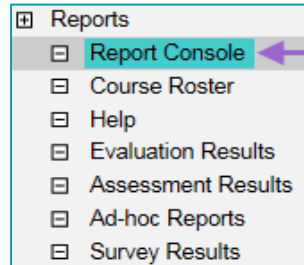 Reports
Report Console
Course Roster
Help
Evaluation Results
Assessment Results
Ad-hoc Reports
Survey Results